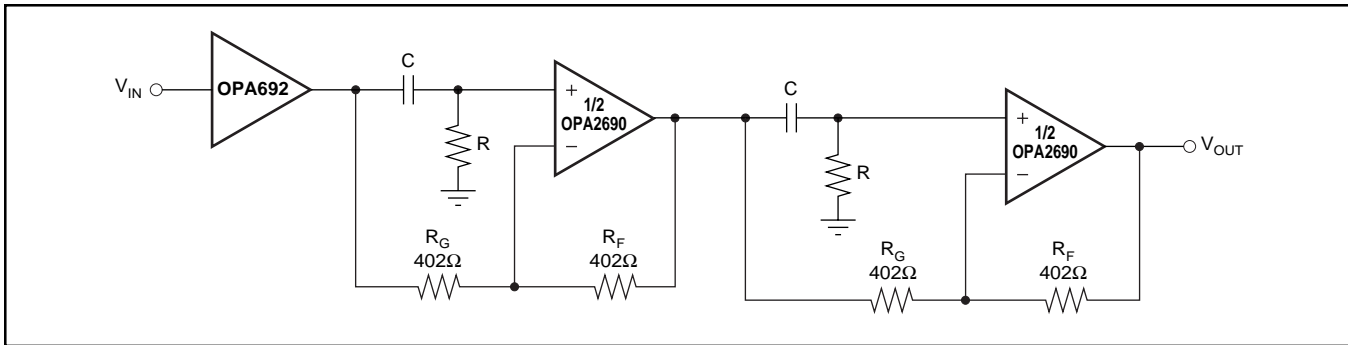 V_IN
OPA692
C
R
+
1/2
OPA2690
−
R_G
402Ω
R_F
402Ω
C
R
+
1/2
OPA2690
−
R_G
402Ω
R_F
402Ω
V_OUT